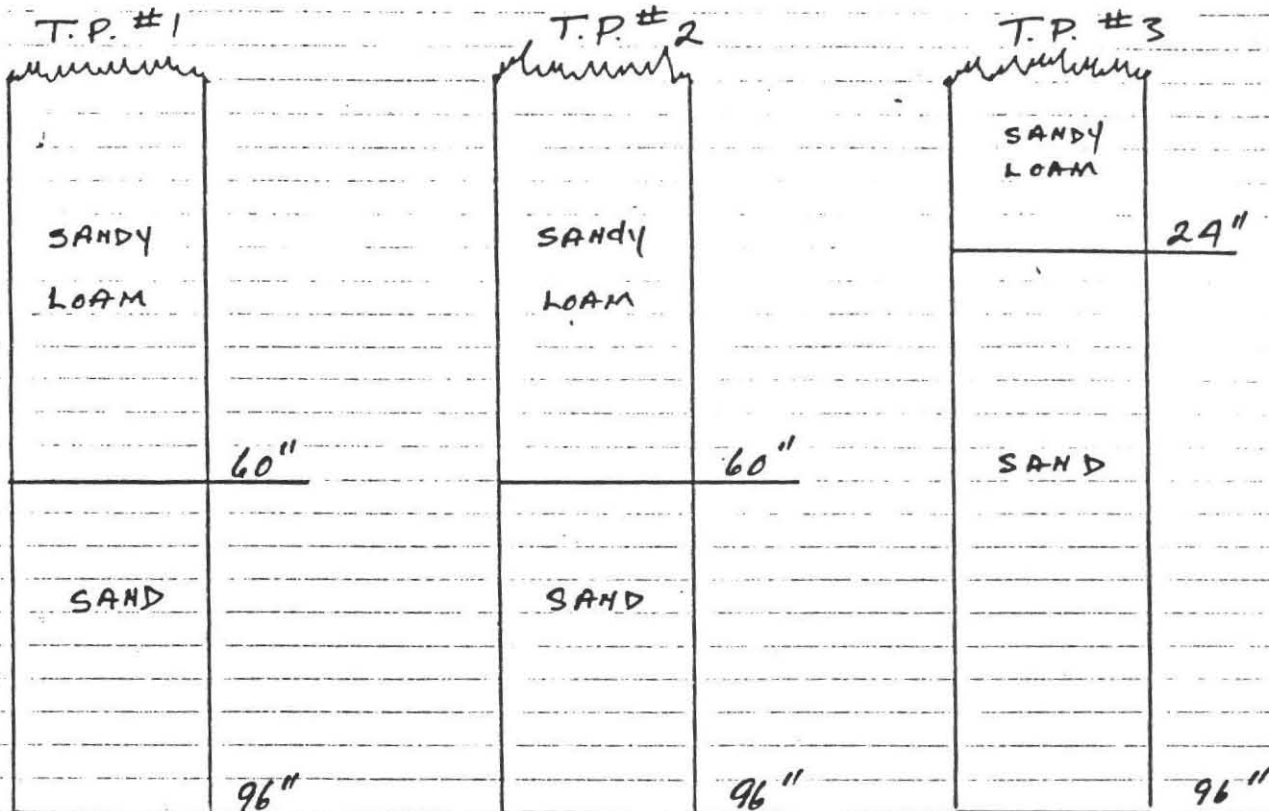 T.P. #1
T.P. #2
T.P. #3
SANDY
LOAM
24"
SANDY
LOAM
SANDY
LOAM
60"
60"
SAND
SAND
SAND
96"
96"
96"